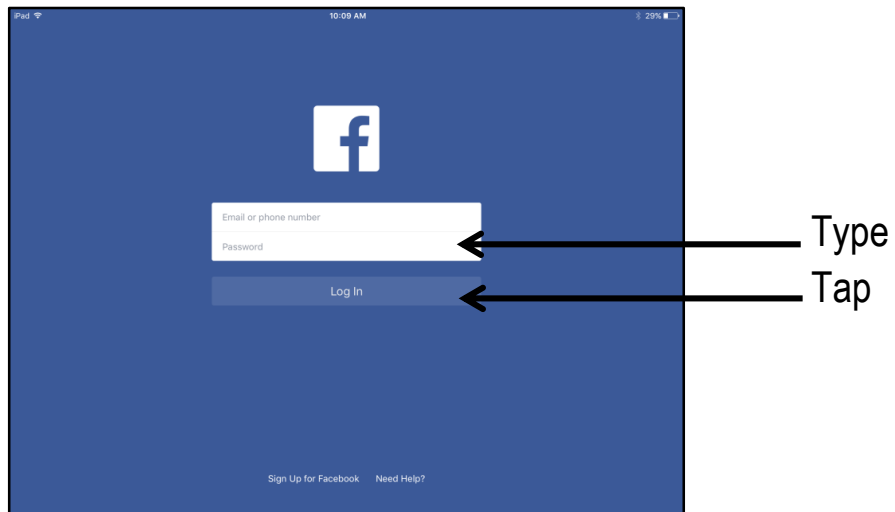 iPad 10:09 AM 29%
f
Email or phone number
Password
Type
Log In
Tap
Sign Up for Facebook Need Help?